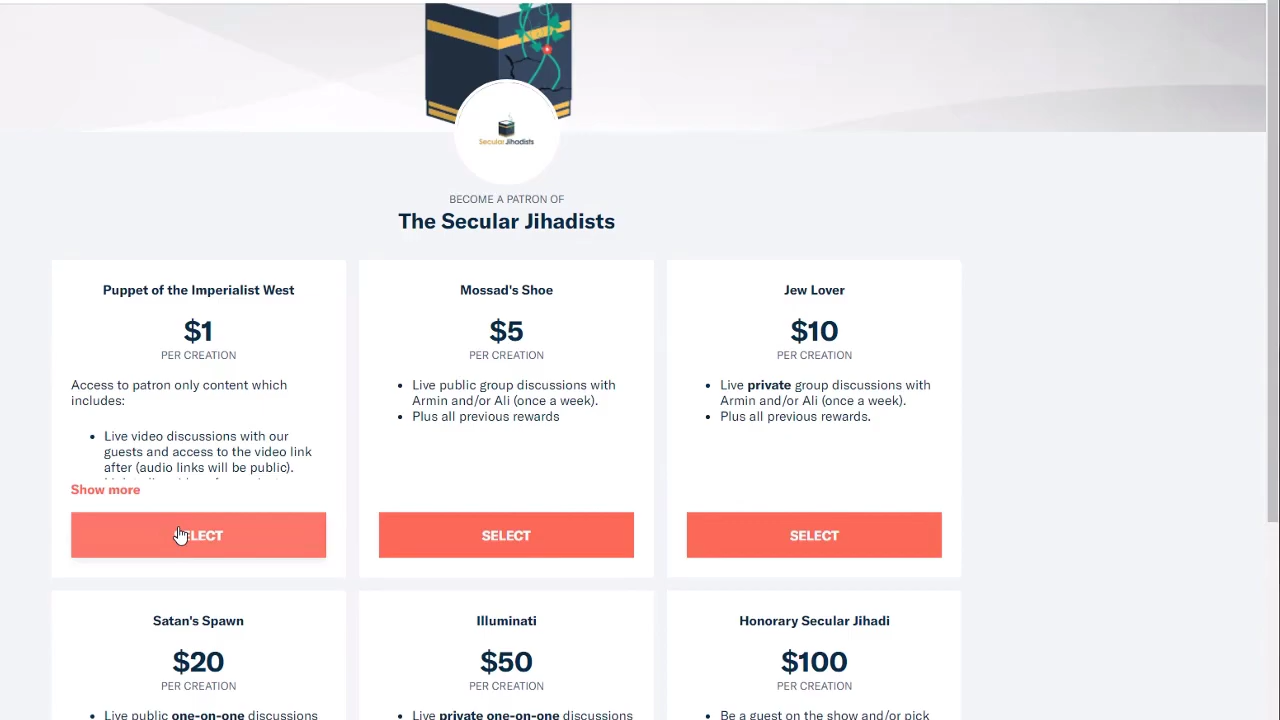 Secular Jihadists
BECOME A PATRON OF
The Secular Jihadists
Puppet of the Imperialist West
$1
PER CREATION
Access to patron only content which
includes:
• Live video discussions with our
guests and access to the video link
after (audio links will be public).
Show more
LECT
Mossad's Shoe
$5
PER CREATION
• Live public group discussions with
Armin and/or Ali (once a week).
• Plus all previous rewards
SELECT
Jew Lover
$10
PER CREATION
• Live private group discussions with
Armin and/or Ali (once a week).
• Plus all previous rewards.
SELECT
Satan's Spawn
$20
PER CREATION
• Live public one-on-one discussions
Illuminati
$50
PER CREATION
• Live private one-on-one discussions
Honorary Secular Jihadi
$100
PER CREATION
• Be a guest on the show and/or pick